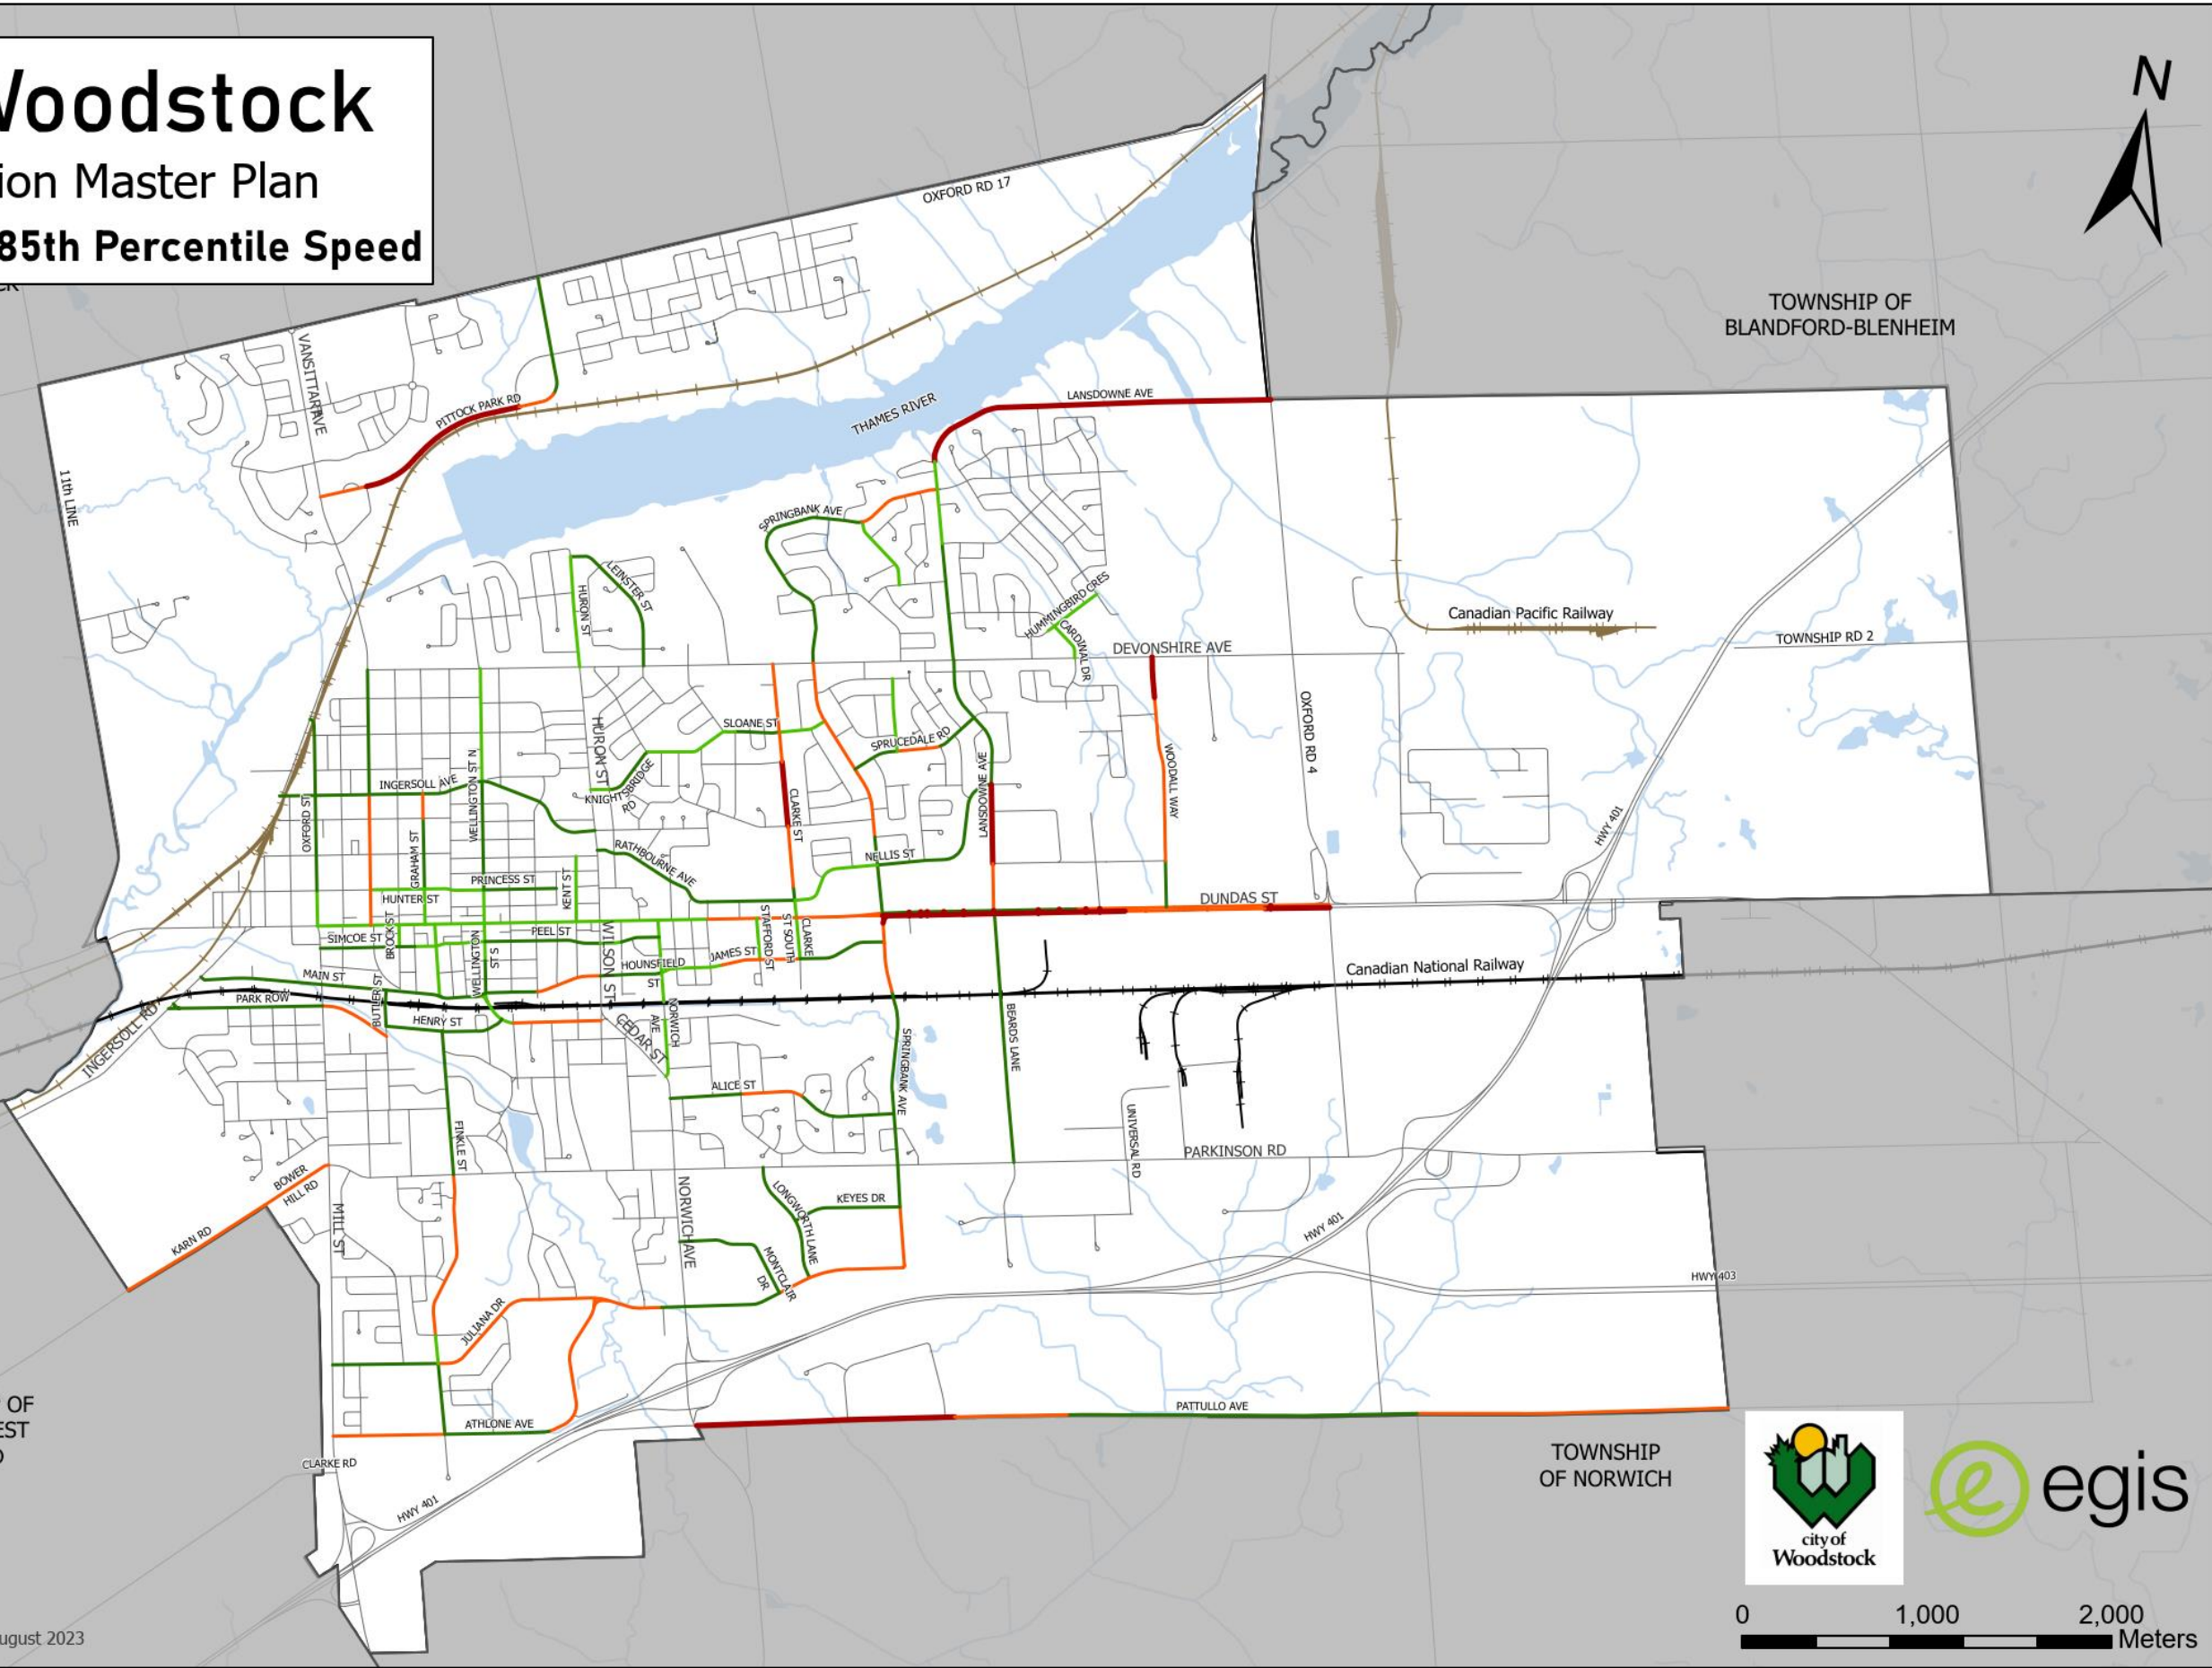 Woodstock
ion Master Plan
85th Percentile Speed
N
OXFORD RD 17
TOWNSHIP OF
BLANDFORD-BLENHEIM
VANSITTART AVE
PITTOCK PARK RD
LANSDOWNE AVE
THAMES RIVER
11th LINE
SPRINGBANK AVE
LEINSTER ST
HURON ST
HUMMINGBIRD CRES
CARDINAL DR
Canadian Pacific Railway
TOWNSHIP RD 2
DEVONSHIRE AVE
OXFORD RD 4
HURON ST
SLOANE ST
SPRUCEDALE RD
WOODALL WAY
LANSDOWNE AVE
INGERSOLL AVE
WELLINGTON ST N
KNIGHTSBRIDGE
RD
CLARKE ST
OXFORD ST
GRAHAM ST
HWY 401
RATHBOURNE AVE
NELLIS ST
PRINCESS ST
KENT ST
HUNTER ST
DUNDAS ST
BROCK ST
STAFFORD ST
CLARKE
ST SOUTH
SIMCOE ST
PEEL ST
WILSON ST
WELLINGTON
ST S
JAMES ST
HOUNSFIELD
ST
MAIN ST
Canadian National Railway
PARK ROW
BUTLER ST
HENRY ST
INGERSOLL RD
CEDAR ST
NORWICH
AVE
SPRINGBANK AVE
BEARDS LANE
ALICE ST
FINKLE ST
UNIVERSAL RD
PARKINSON RD
BOWER
HILL RD
KARN RD
MILL ST
NORWICH AVE
LONGWORTH LANE
KEYES DR
MONTCLAIR
DR
HWY 401
HWY 403
JULIANA DR
ATHLONE AVE
PATTULLO AVE
CLARKE RD
HWY 401
OF
EST
TOWNSHIP
OF NORWICH
city of
Woodstock
egis
0 1,000 2,000
Meters
ugust 2023